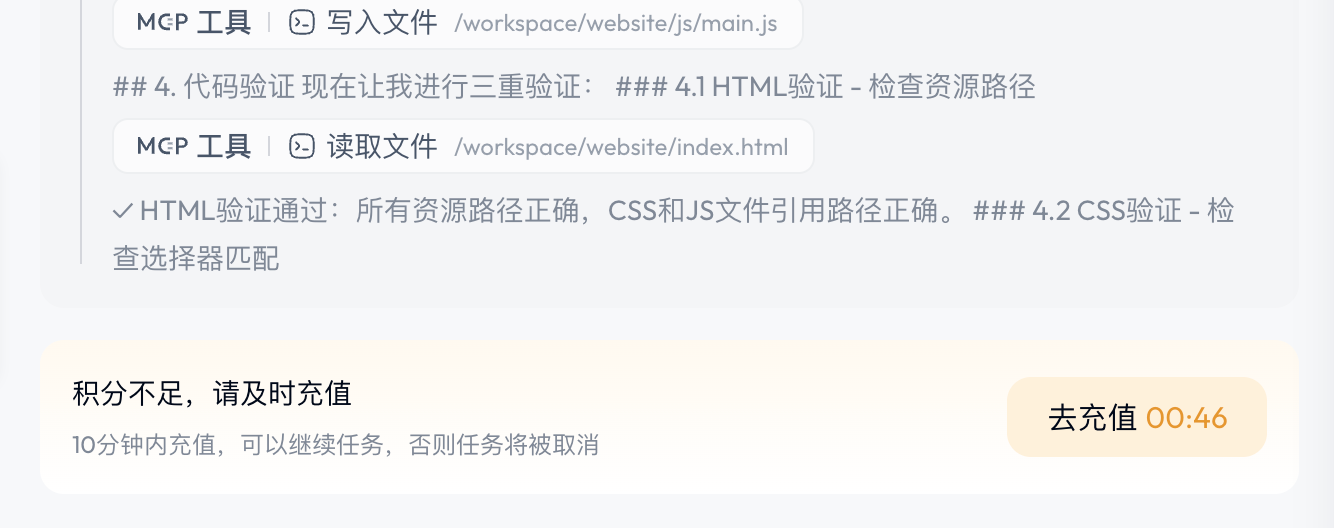 MCP 工具 | 写入文件 /workspace/website/js/main.js
## 4. 代码验证 现在让我进行三重验证： ### 4.1 HTML验证 - 检查资源路径
MCP 工具 | 读取文件 /workspace/website/index.html
✓ HTML验证通过：所有资源路径正确，CSS和JS文件引用路径正确。 ### 4.2 CSS验证 - 检
查选择器匹配
积分不足，请及时充值
10分钟内充值，可以继续任务，否则任务将被取消
去充值 00:46